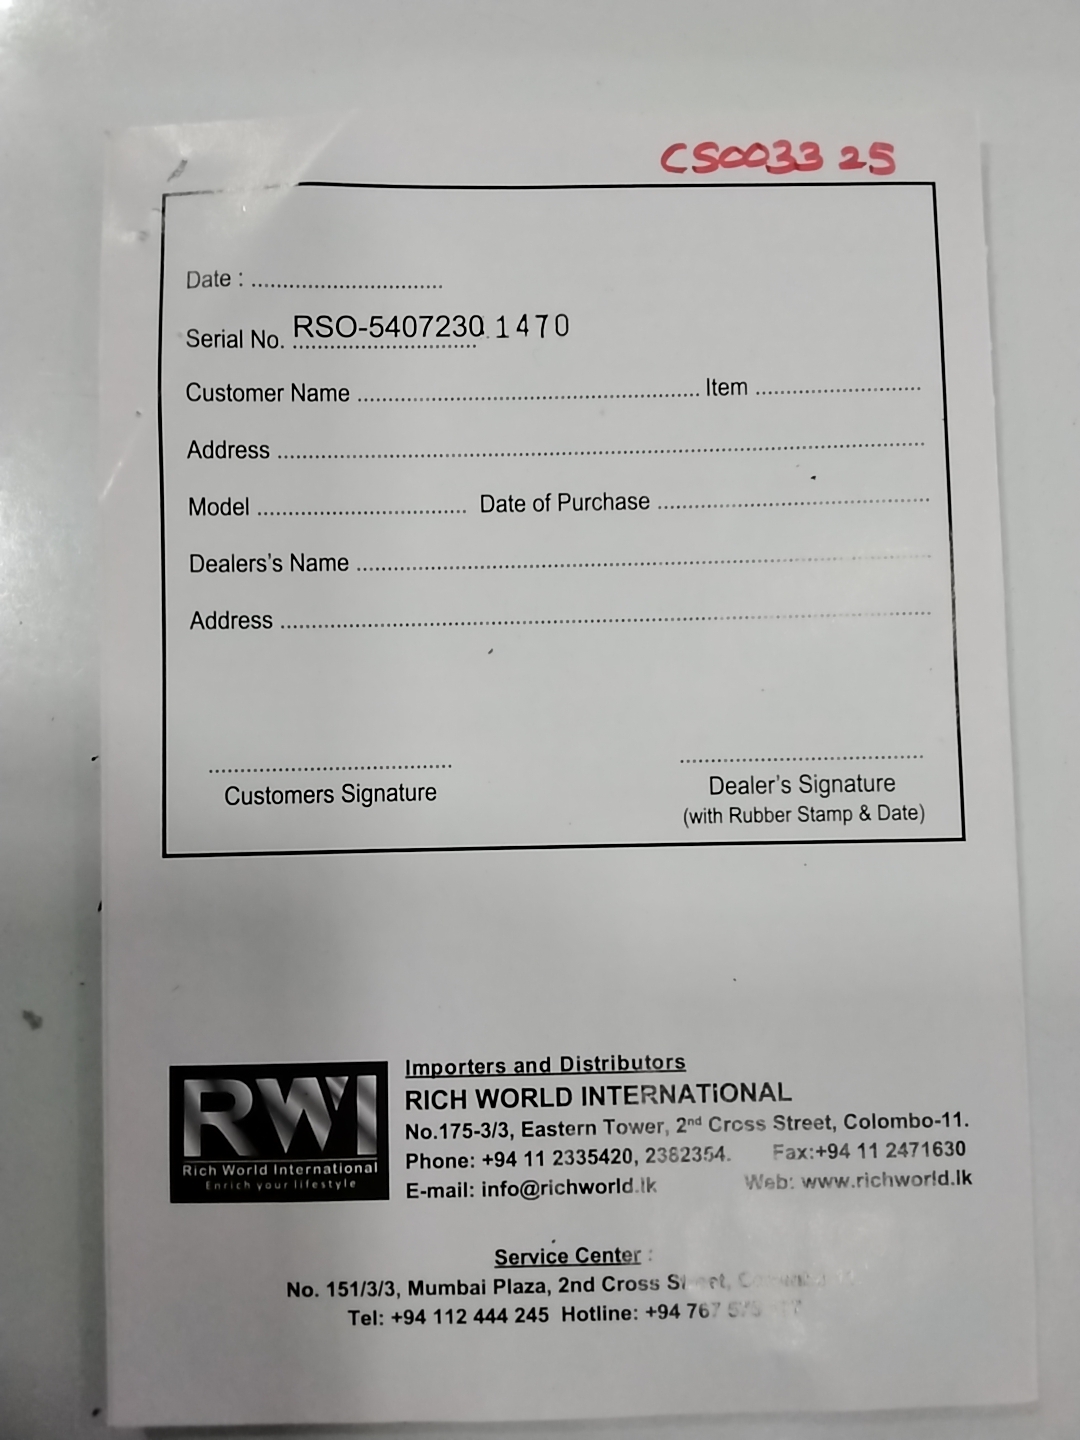 CS0033 25
Date : ................................
Serial No. RSO-5407230 1470
Customer Name ........................................................ Item ...........................
Address ..........................................................................................................
Model .................................. Date of Purchase .............................................
Dealers's Name .............................................................................................
Address .........................................................................................................
Customers Signature
Dealer's Signature
(with Rubber Stamp & Date)
RWI
Rich World International
Enrich your lifestyle
Importers and Distributors
RICH WORLD INTERNATiONAL
No.175-3/3, Eastern Tower, 2nd Cross Street, Colombo-11.
Phone: +94 11 2335420, 2382354. Fax:+94 11 2471630
E-mail: info@richworld.lk Web: www.richworld.lk
Service Center :
No. 151/3/3, Mumbai Plaza, 2nd Cross Street,
Tel: +94 112 444 245 Hotline: +94 767